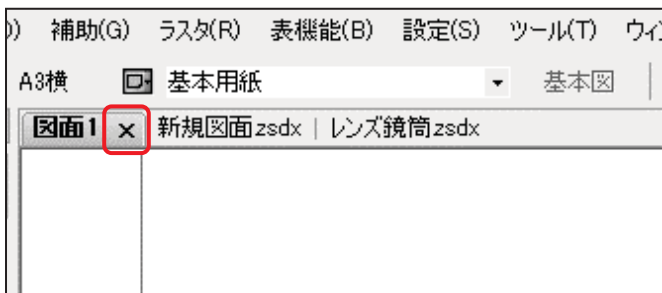 ) 補助(G) ラスタ(R) 表機能(B) 設定(S) ツール(T) ウィ
A3横 基本用紙 基本図
図面1 × 新規図面zsdx | レンズ鏡筒zsdx